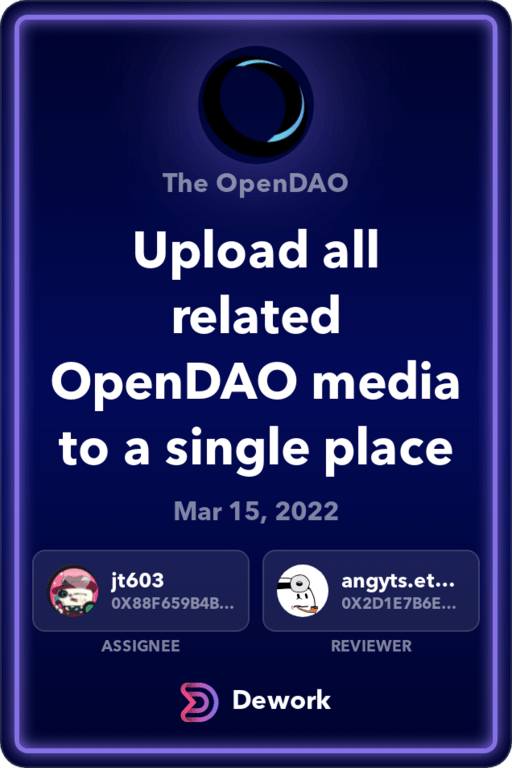 The OpenDAO
Upload all
related
OpenDAO media
to a single place
Mar 15, 2022
jt603
0X88F659B4B...
ASSIGNEE
angyts.et...
0X2D1E7B6E...
REVIEWER
Dework